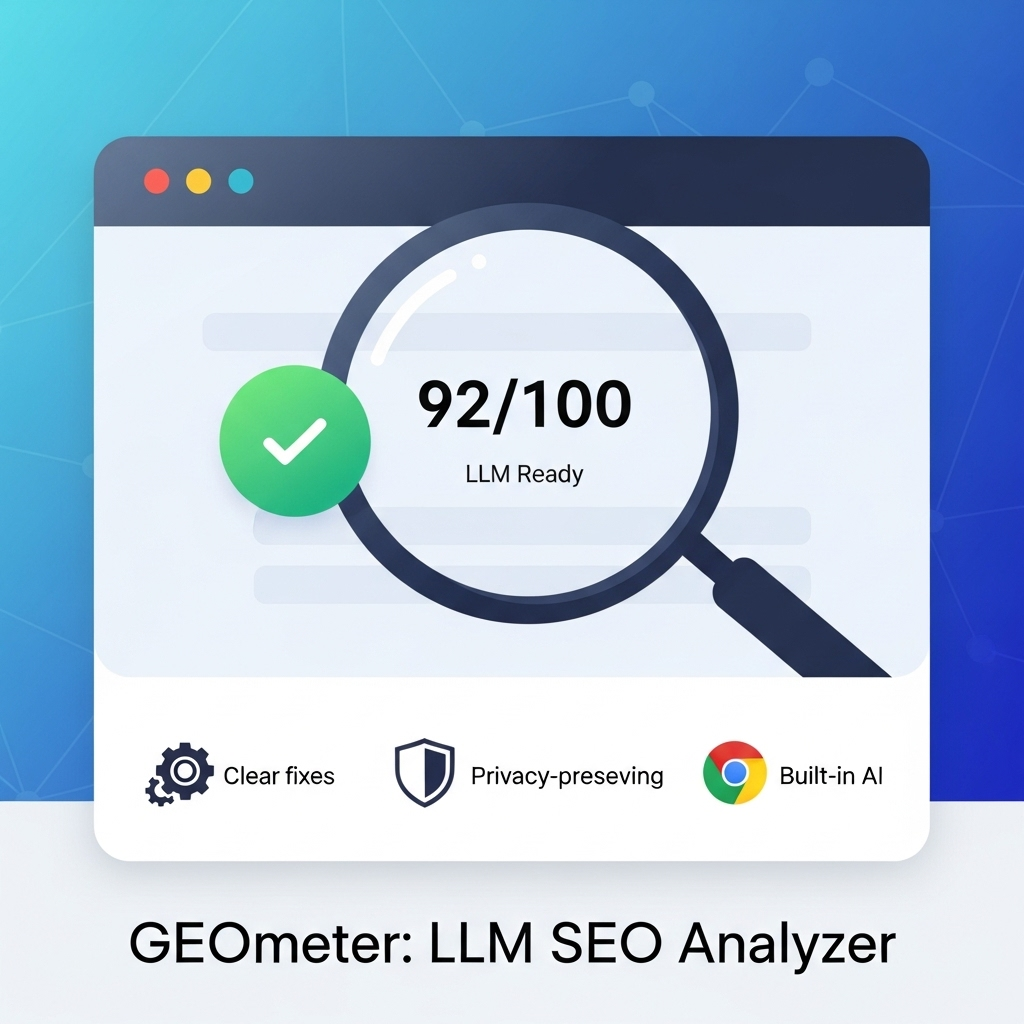 92/100
LLM Ready
Clear fixes
Privacy-preseving
Built-in AI
GEOmeter: LLM SEO Analyzer